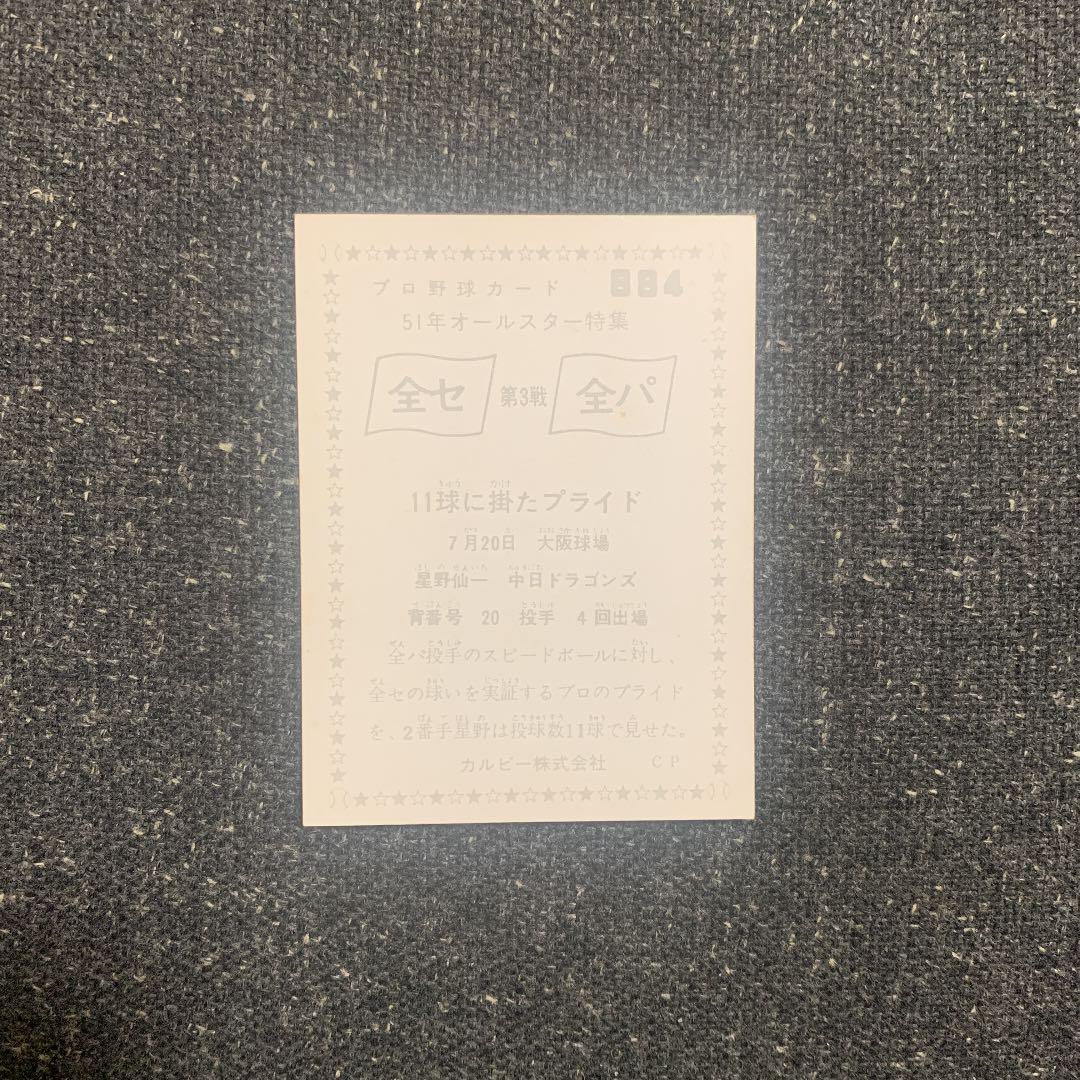 プロ野球カード 884
51年オールスター特集
全セ 第3戦 全パ
11球に掛たプライド
7月20日 大阪球場
星野仙一 中日ドラゴンズ
背番号 20 投手 4回出場
全パ投手のスピードボールに対し、
全セの球いを実証するプロのプライド
を、2番手星野は投球数11球で見せた。
カルビー株式会社 CP